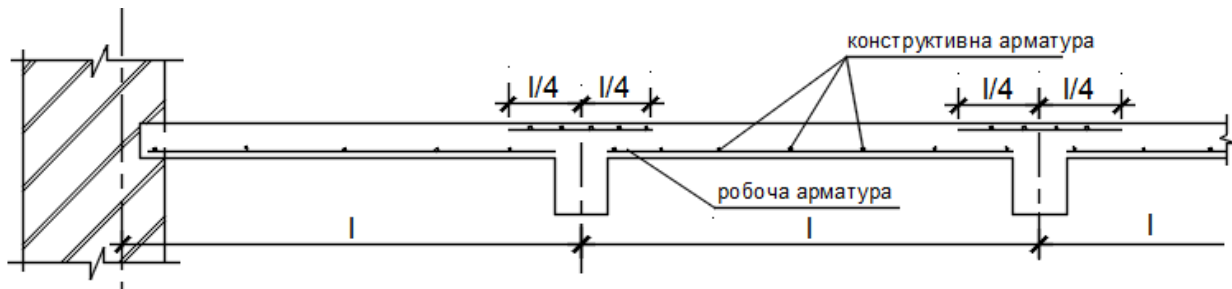 конструктивна арматура
l/4 l/4 l/4 l/4
робоча арматура
l l l